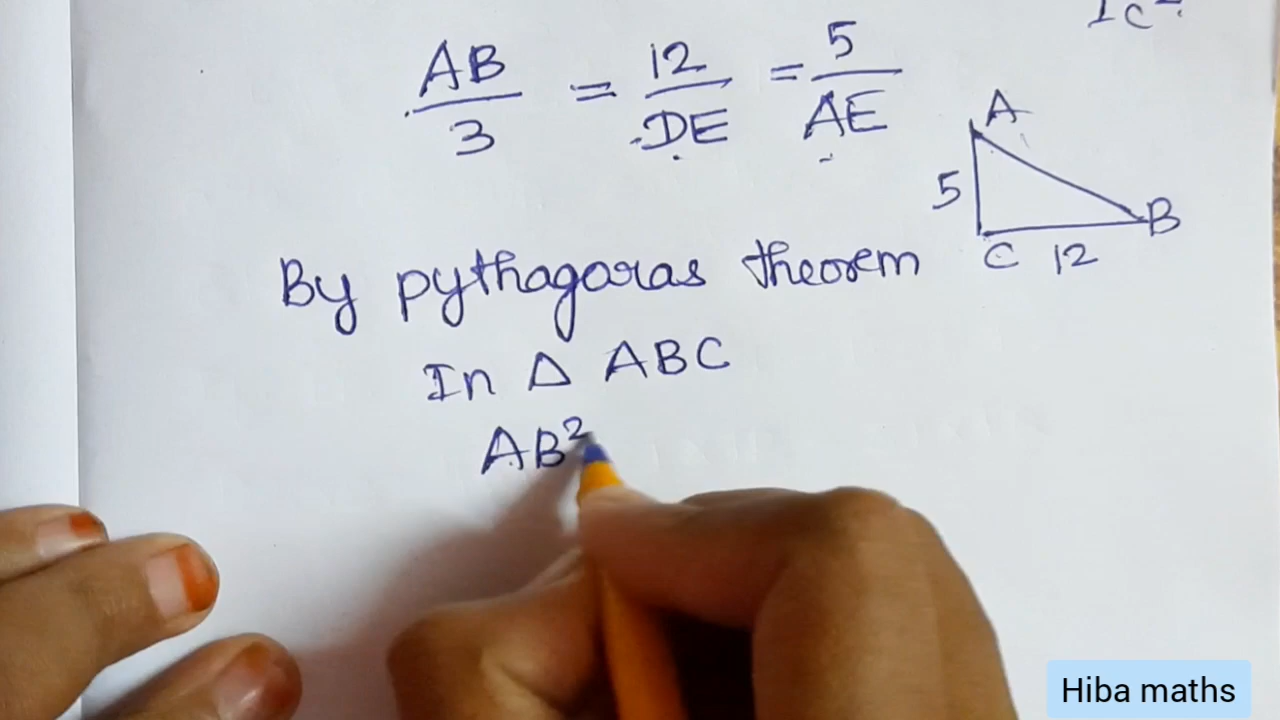 AB/3 = 12/DE = 5/AE
A
5
B
C 12
By pythagoras theorem
In Δ ABC
AB²
Hiba maths